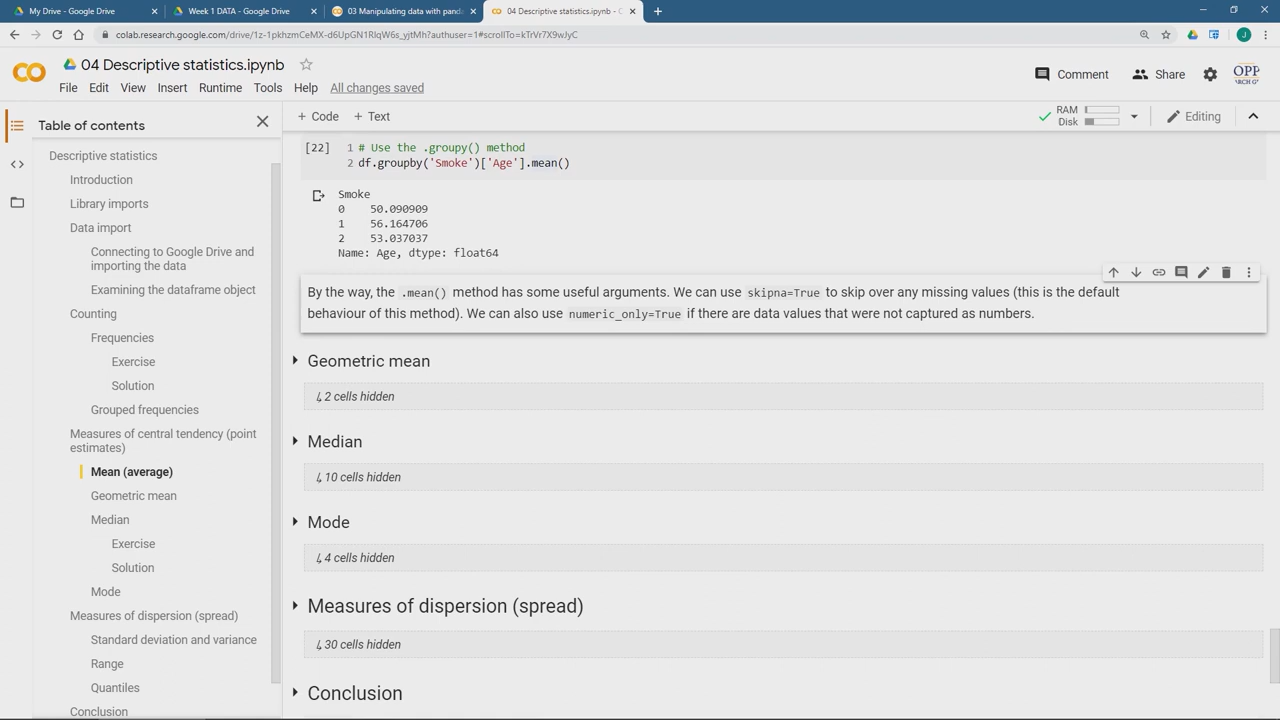 My Drive - Google Drive
Week 1 DATA - Google Drive
03 Manipulating data with panda
04 Descriptive statistics.ipynb - C
colab.research.google.com/drive/1z-1pkhzmCeMX-d6UpGN1RIqW6s_yjtMh?authuser=1#scrollTo=kTrVr7X9wJyC
J
04 Descriptive statistics.ipynb
File Edit View Insert Runtime Tools Help All changes saved
Comment
Share
OPP
ARCH G
Table of contents
+ Code + Text
RAM
Disk
Editing
Descriptive statistics
Introduction
Library imports
Data import
Connecting to Google Drive and
importing the data
Examining the dataframe object
Counting
Frequencies
Exercise
Solution
Grouped frequencies
Measures of central tendency (point
estimates)
Mean (average)
Geometric mean
Median
Exercise
Solution
Mode
Measures of dispersion (spread)
Standard deviation and variance
Range
Quantiles
Conclusion
[22] 1 # Use the .groupy() method
2 df.groupby('Smoke')['Age'].mean()
Smoke
0 50.090909
1 56.164706
2 53.037037
Name: Age, dtype: float64
By the way, the .mean() method has some useful arguments. We can use skipna=True to skip over any missing values (this is the default
behaviour of this method). We can also use numeric_only=True if there are data values that were not captured as numbers.
Geometric mean
2 cells hidden
Median
10 cells hidden
Mode
4 cells hidden
Measures of dispersion (spread)
30 cells hidden
Conclusion